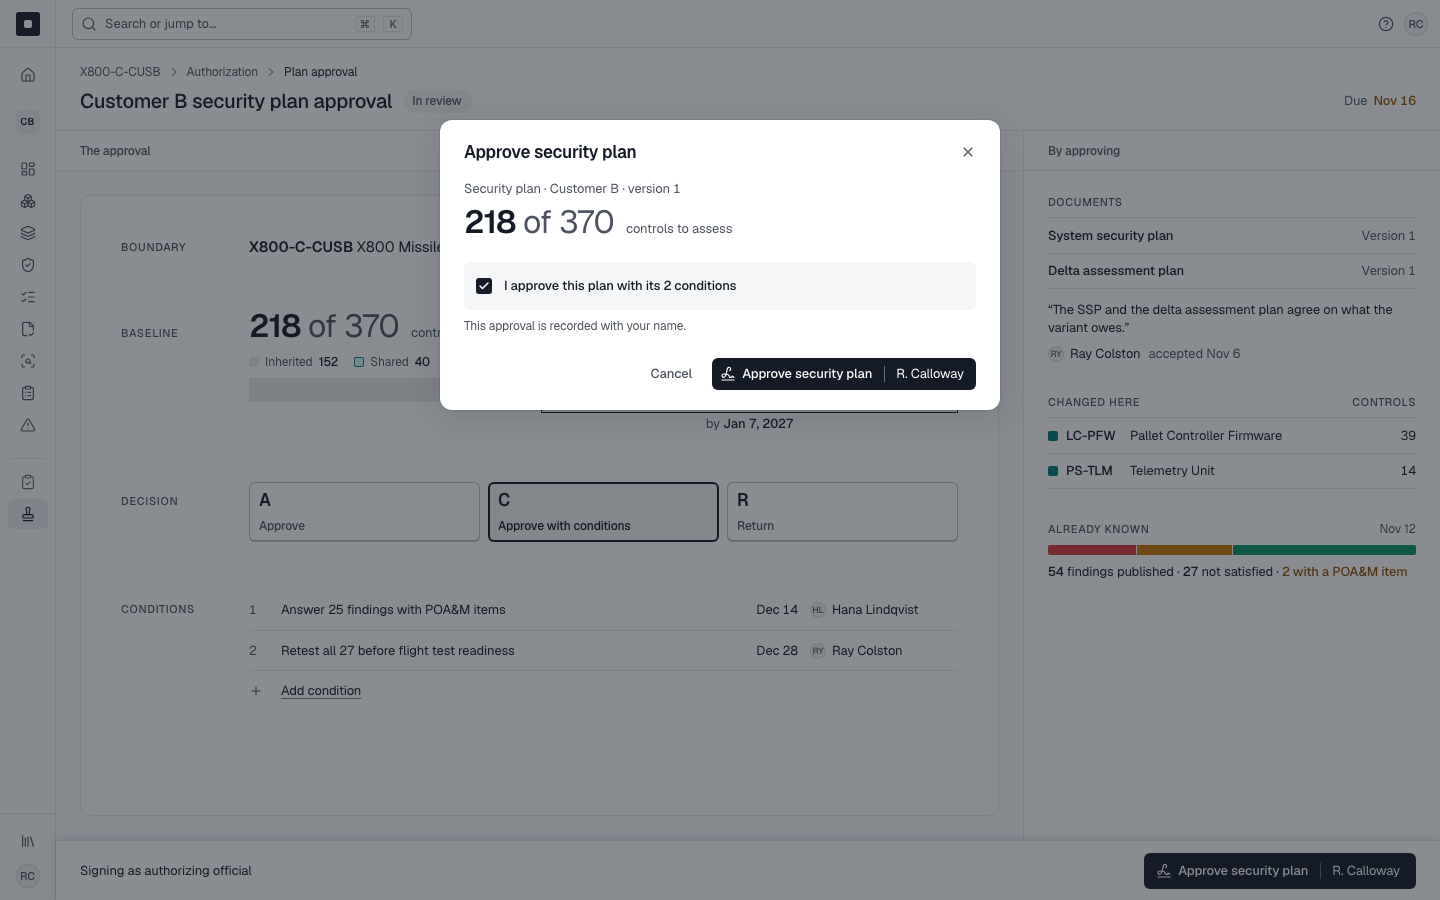 Search or jump to...
⌘ K
RC
X800-C-CUSB > Authorization > Plan approval
Customer B security plan approval
In review
Due Nov 16
CB
The approval
By approving
Approve security plan
Security plan · Customer B · version 1
218 of 370 controls to assess
I approve this plan with its 2 conditions
This approval is recorded with your name.
Cancel
Approve security plan | R. Calloway
BOUNDARY
X800-C-CUSB X800 Missile
BASELINE
218 of 370 contr
Inherited 152 Shared 40
by Jan 7, 2027
DECISION
A
Approve
C
Approve with conditions
R
Return
CONDITIONS
1 Answer 25 findings with POA&M items Dec 14 HL Hana Lindqvist
2 Retest all 27 before flight test readiness Dec 28 RY Ray Colston
Add condition
DOCUMENTS
System security plan Version 1
Delta assessment plan Version 1
“The SSP and the delta assessment plan agree on what the
variant owes.”
RY Ray Colston accepted Nov 6
CHANGED HERE CONTROLS
LC-PFW Pallet Controller Firmware 39
PS-TLM Telemetry Unit 14
ALREADY KNOWN Nov 12
54 findings published · 27 not satisfied · 2 with a POA&M item
RC
Signing as authorizing official
Approve security plan | R. Calloway